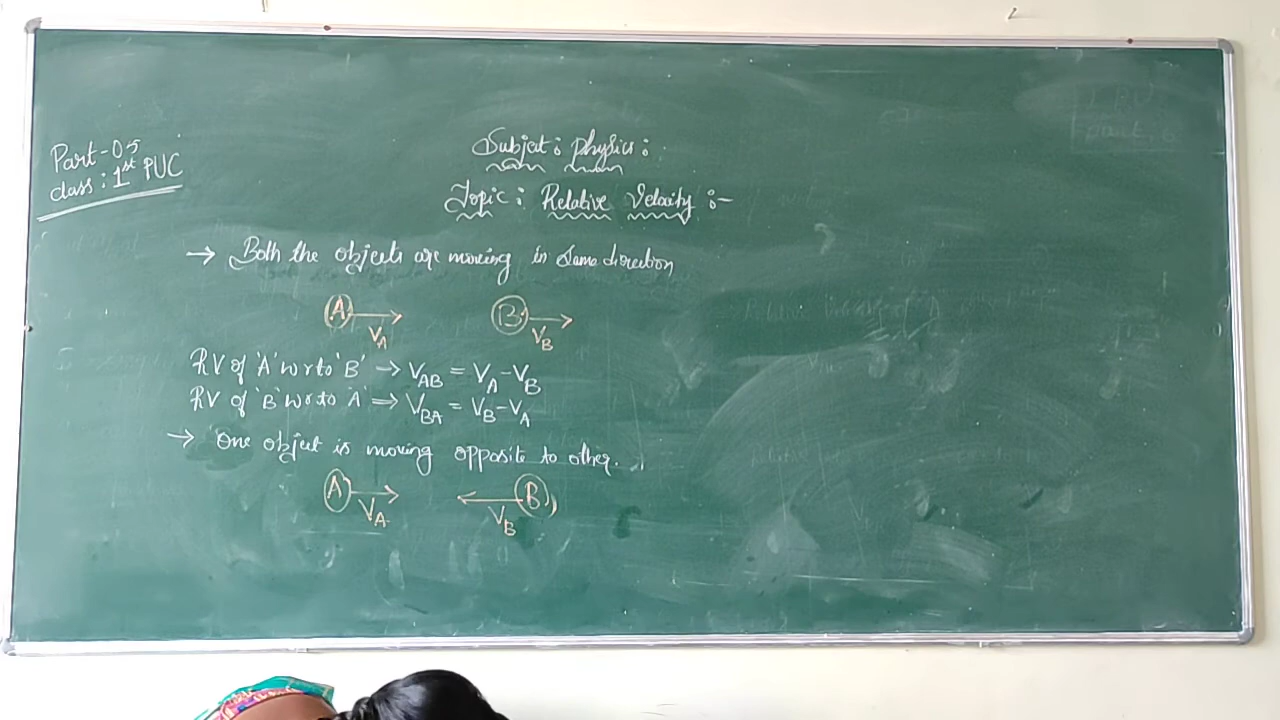 Part-05
class: 1st PUC
Subject: physics:
Topic: Relative Velocity :-
→ Both the objects are moving in same direction
A B
VA VB
RV of 'A' w r to 'B' → VAB = VA - VB
RV of 'B' w r to 'A' ⇒ VBA = VB - VA
→ One object is moving opposite to other.
A B
VA VB